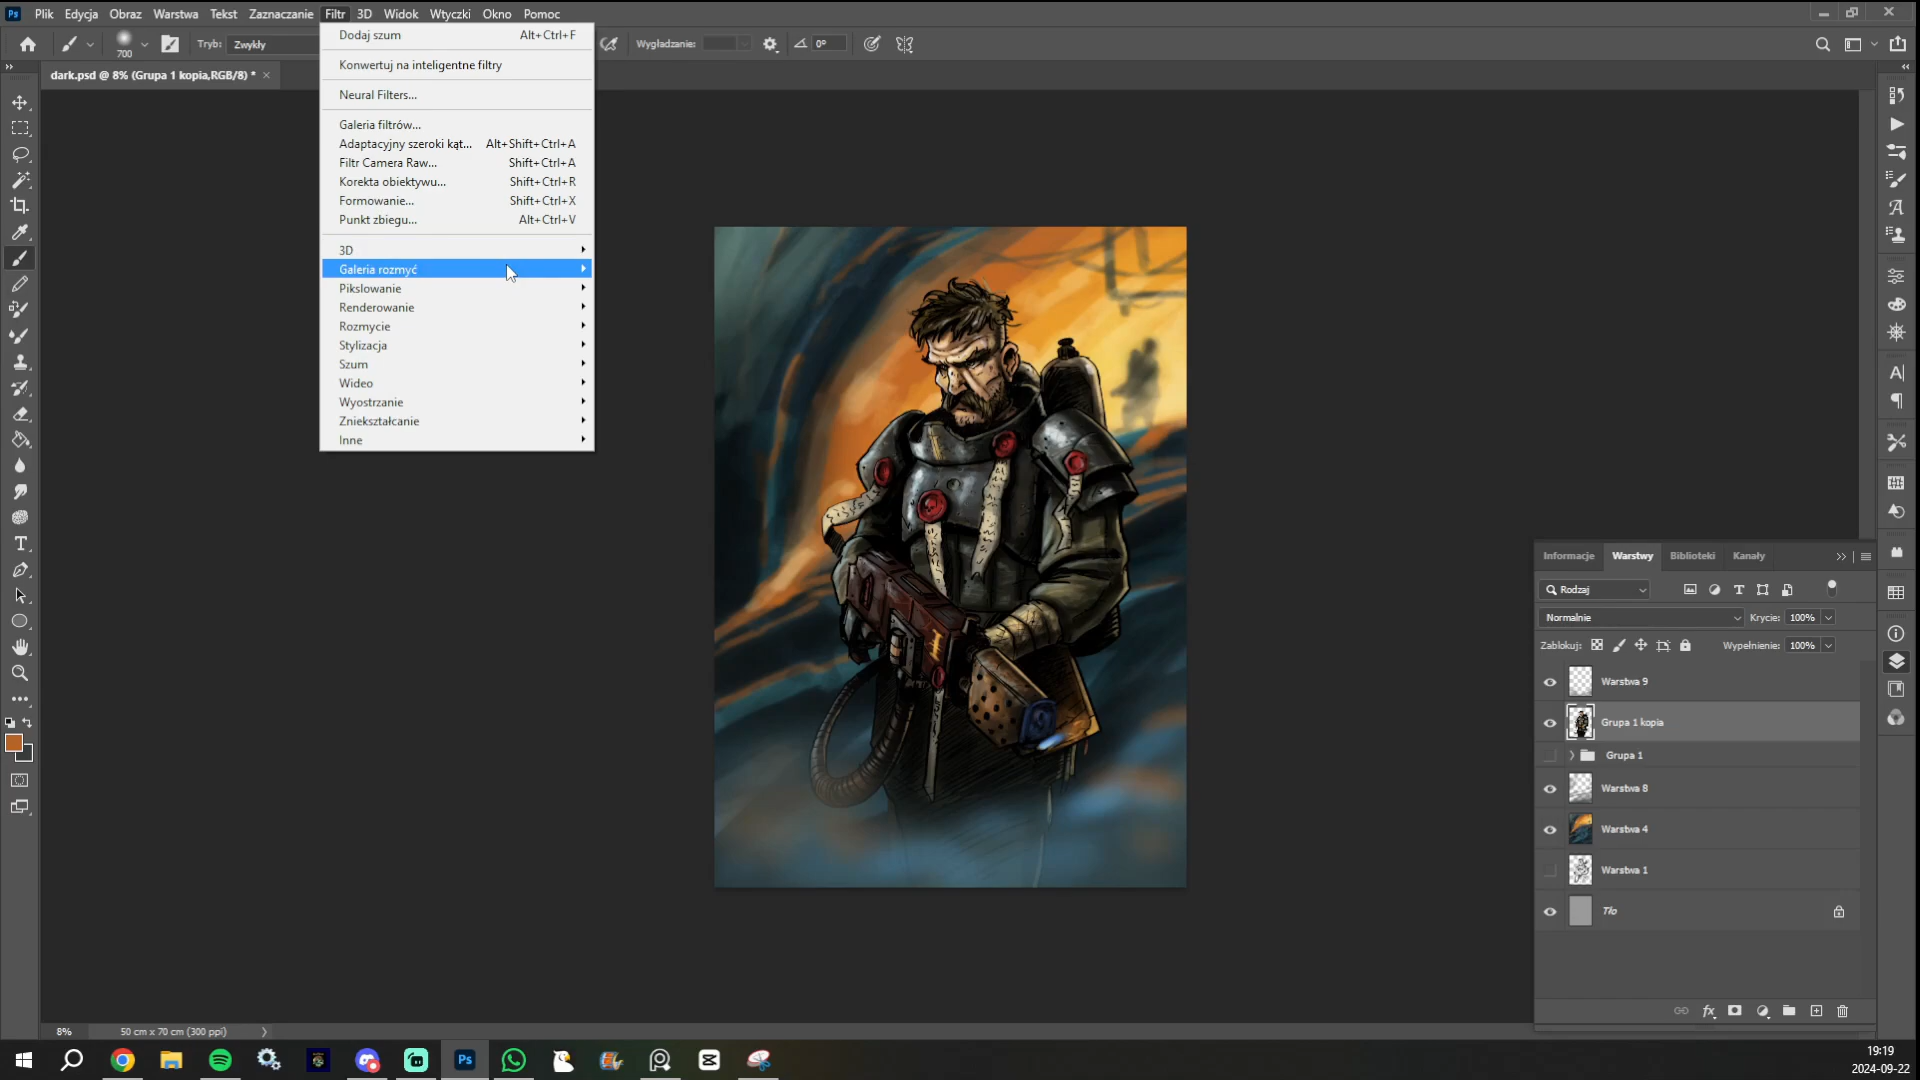 Ps Plik Edycja Obraz Warstwa Tekst Zaznaczanie Filtr 3D Widok Wtyczki Okno Pomoc
700 Tryb: Zwykły Wygładzanie: 0°
dark.psd @ 8% (Grupa 1 kopia,RGB/8) *
Dodaj szum Alt+Ctrl+F
Konwertuj na inteligentne filtry
Neural Filters...
Galeria filtrów...
Adaptacyjny szeroki kąt... Alt+Shift+Ctrl+A
Filtr Camera Raw... Shift+Ctrl+A
Korekta obiektywu... Shift+Ctrl+R
Formowanie... Shift+Ctrl+X
Punkt zbiegu... Alt+Ctrl+V
3D
Galeria rozmyć
Pikslowanie
Renderowanie
Rozmycie
Stylizacja
Szum
Wideo
Wyostrzanie
Zniekształcanie
Inne
Informacje Warstwy Biblioteki Kanały
Rodzaj
Normalnie Krycie: 100%
Zablokuj: Wypełnienie: 100%
Warstwa 9
Grupa 1 kopia
Grupa 1
Warstwa 8
Warstwa 4
Warstwa 1
Tło
8% 50 cm x 70 cm (300 ppi)
Ps
19:19
2024-09-22